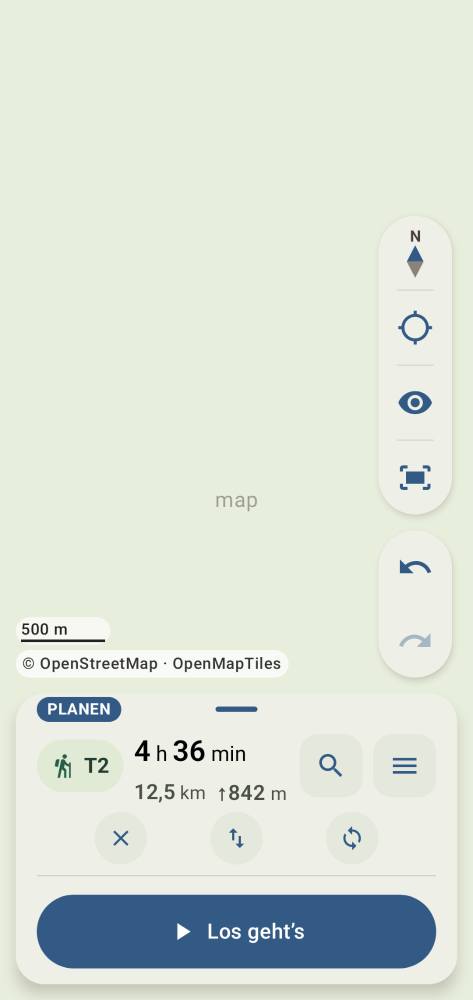 N
map
500 m
© OpenStreetMap · OpenMapTiles
PLANEN
T2
4 h 36 min
12,5 km ↑842 m
Los geht’s